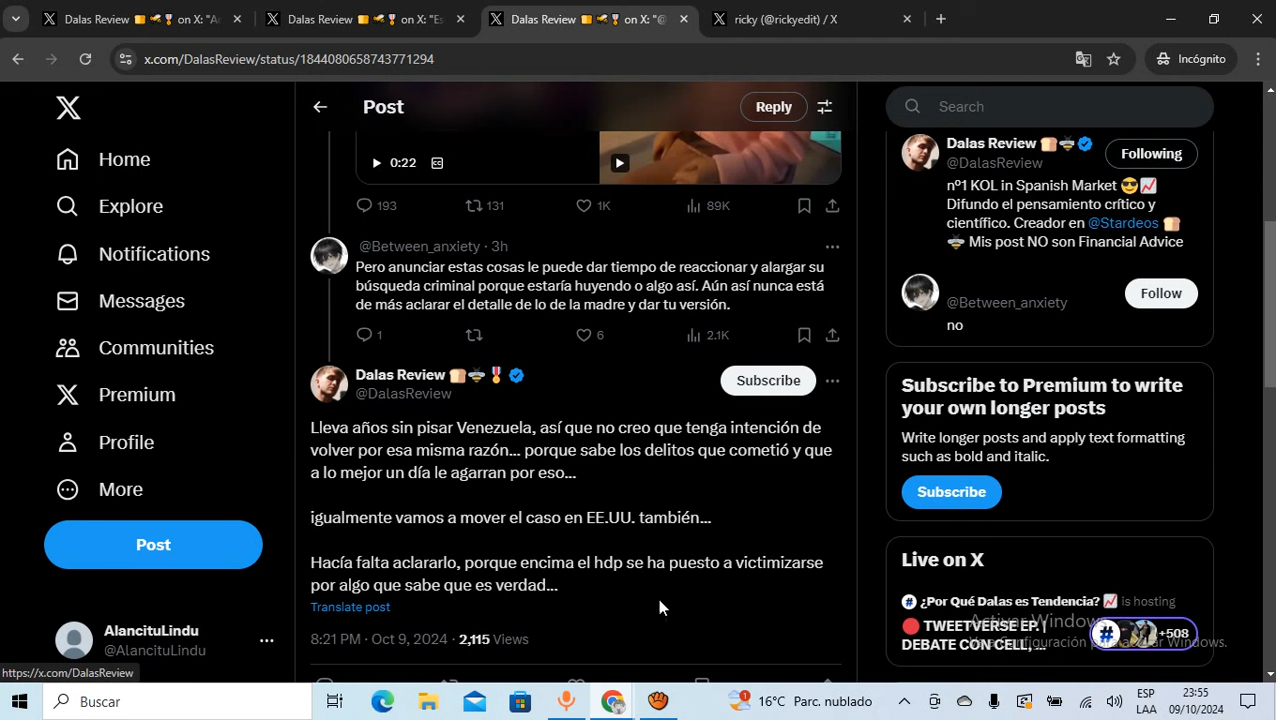 Dalas Review on X: "Ac
Dalas Review on X: "Es
Dalas Review on X: "@
ricky (@rickyedit) / X
x.com/DalasReview/status/1844080658743771294
Incógnito
Home
Explore
Notifications
Messages
Communities
Premium
Profile
More
Post
AlancituLindu
@AlancituLindu
https://x.com/DalasReview
Post
Reply
0:22
CC
193
131
1K
89K
@Between_anxiety · 3h
Pero anunciar estas cosas le puede dar tiempo de reaccionar y alargar su
búsqueda criminal porque estaría huyendo o algo así. Aún así nunca está
de más aclarar el detalle de lo de la madre y dar tu versión.
1
6
2.1K
Dalas Review
@DalasReview
Subscribe
Lleva años sin pisar Venezuela, así que no creo que tenga intención de
volver por esa misma razón... porque sabe los delitos que cometió y que
a lo mejor un día le agarran por eso...
igualmente vamos a mover el caso en EE.UU. también...
Hacía falta aclararlo, porque encima el hdp se ha puesto a victimizarse
por algo que sabe que es verdad...
Translate post
8:21 PM · Oct 9, 2024 · 2,115 Views
Search
Dalas Review
@DalasReview
Following
nº1 KOL in Spanish Market
Difundo el pensamiento crítico y
científico. Creador en @Stardeos
Mis post NO son Financial Advice
@Between_anxiety
Follow
no
Subscribe to Premium to write
your own longer posts
Write longer posts and apply text formatting
such as bold and italic.
Subscribe
Live on X
# ¿Por Qué Dalas es Tendencia? is hosting
TWEETVERSE EP. |
DEBATE CON CELL, ...
# +508
Activar Windows
Buscar
16°C Parc. nublado
ESP
LAA
23:55
09/10/2024